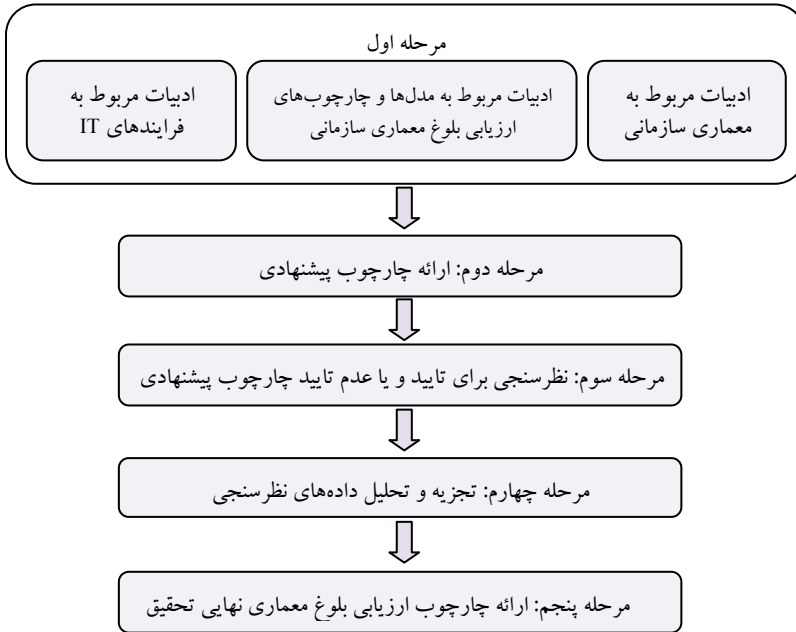 مرحله اول
ادبیات مربوط به
معماری سازمانی
ادبیات مربوط به مدل‌ها و چارچوب‌های
ارزیابی بلوغ معماری سازمانی
ادبیات مربوط به
فرایندهای IT
مرحله دوم: ارائه چارچوب پیشنهادی
مرحله سوم: نظرسنجی برای تایید و یا عدم تایید چارچوب پیشنهادی
مرحله چهارم: تجزیه و تحلیل داده‌های نظرسنجی
مرحله پنجم: ارائه چارچوب ارزیابی بلوغ معماری نهایی تحقیق